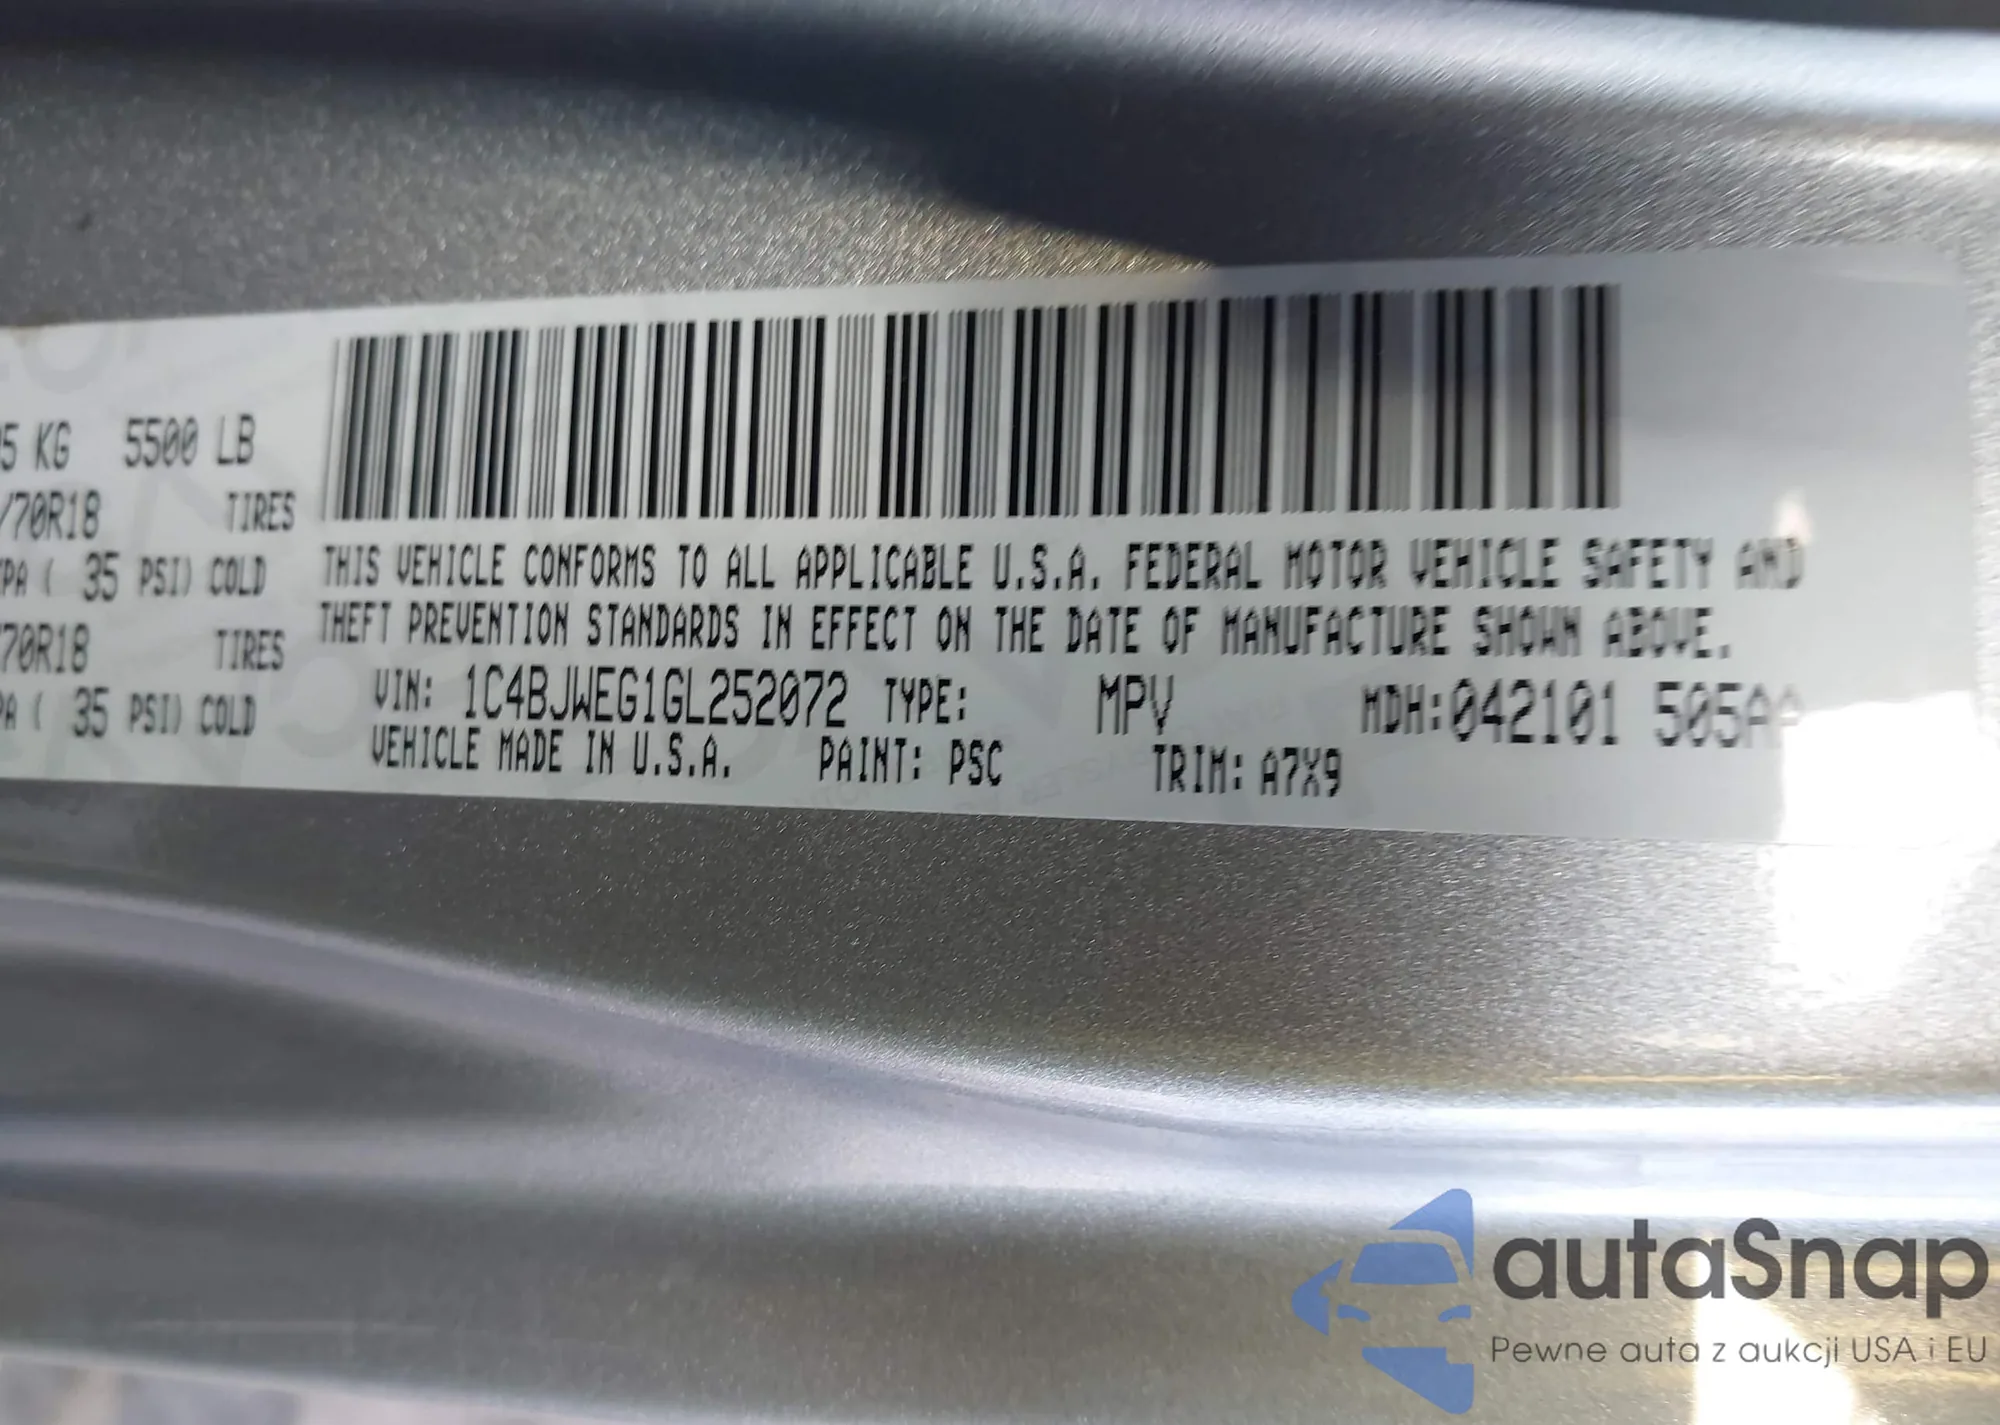 5 KG 5500 LB
/70R18 TIRES
PA ( 35 PSI) COLD
70R18 TIRES
PA ( 35 PSI) COLD
THIS VEHICLE CONFORMS TO ALL APPLICABLE U.S.A. FEDERAL MOTOR VEHICLE SAFETY AND
THEFT PREVENTION STANDARDS IN EFFECT ON THE DATE OF MANUFACTURE SHOWN ABOVE.
VIN: 1C4BJWEG1GL252072 TYPE: MPV MDH:042101 505AA
VEHICLE MADE IN U.S.A. PAINT: PSC TRIM: A7X9
autaSnap
Pewne auta z aukcji USA i EU